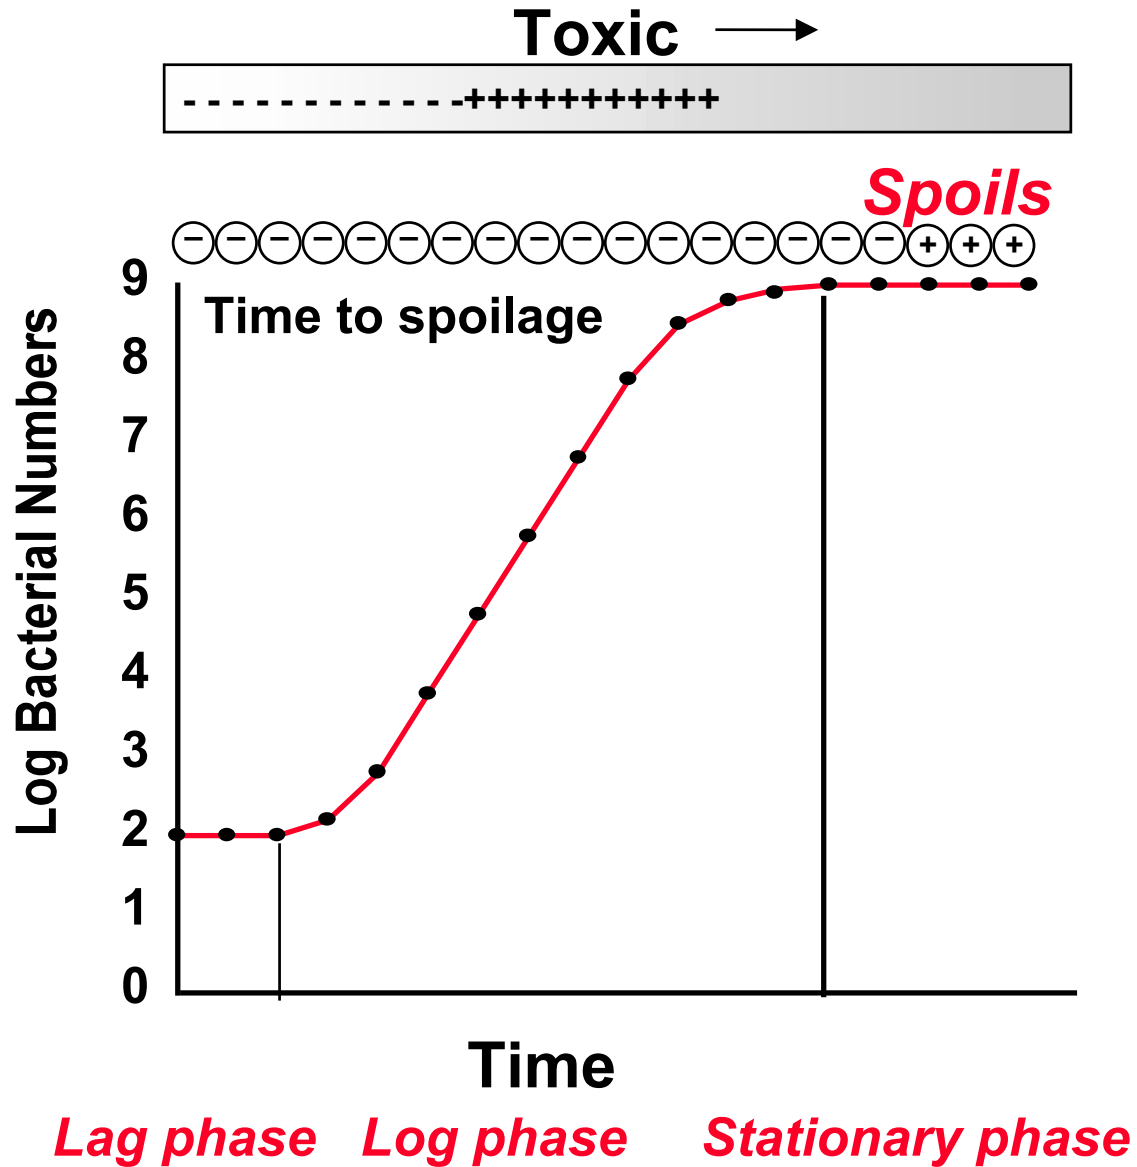 Toxic →
- - - - - - - - - - - -+++++++++++
Spoils
− − − − − − − − − − − − − − − − − + + +
Time to spoilage
Log Bacterial Numbers
9
8
7
6
5
4
3
2
1
0
Time
Lag phase Log phase Stationary phase